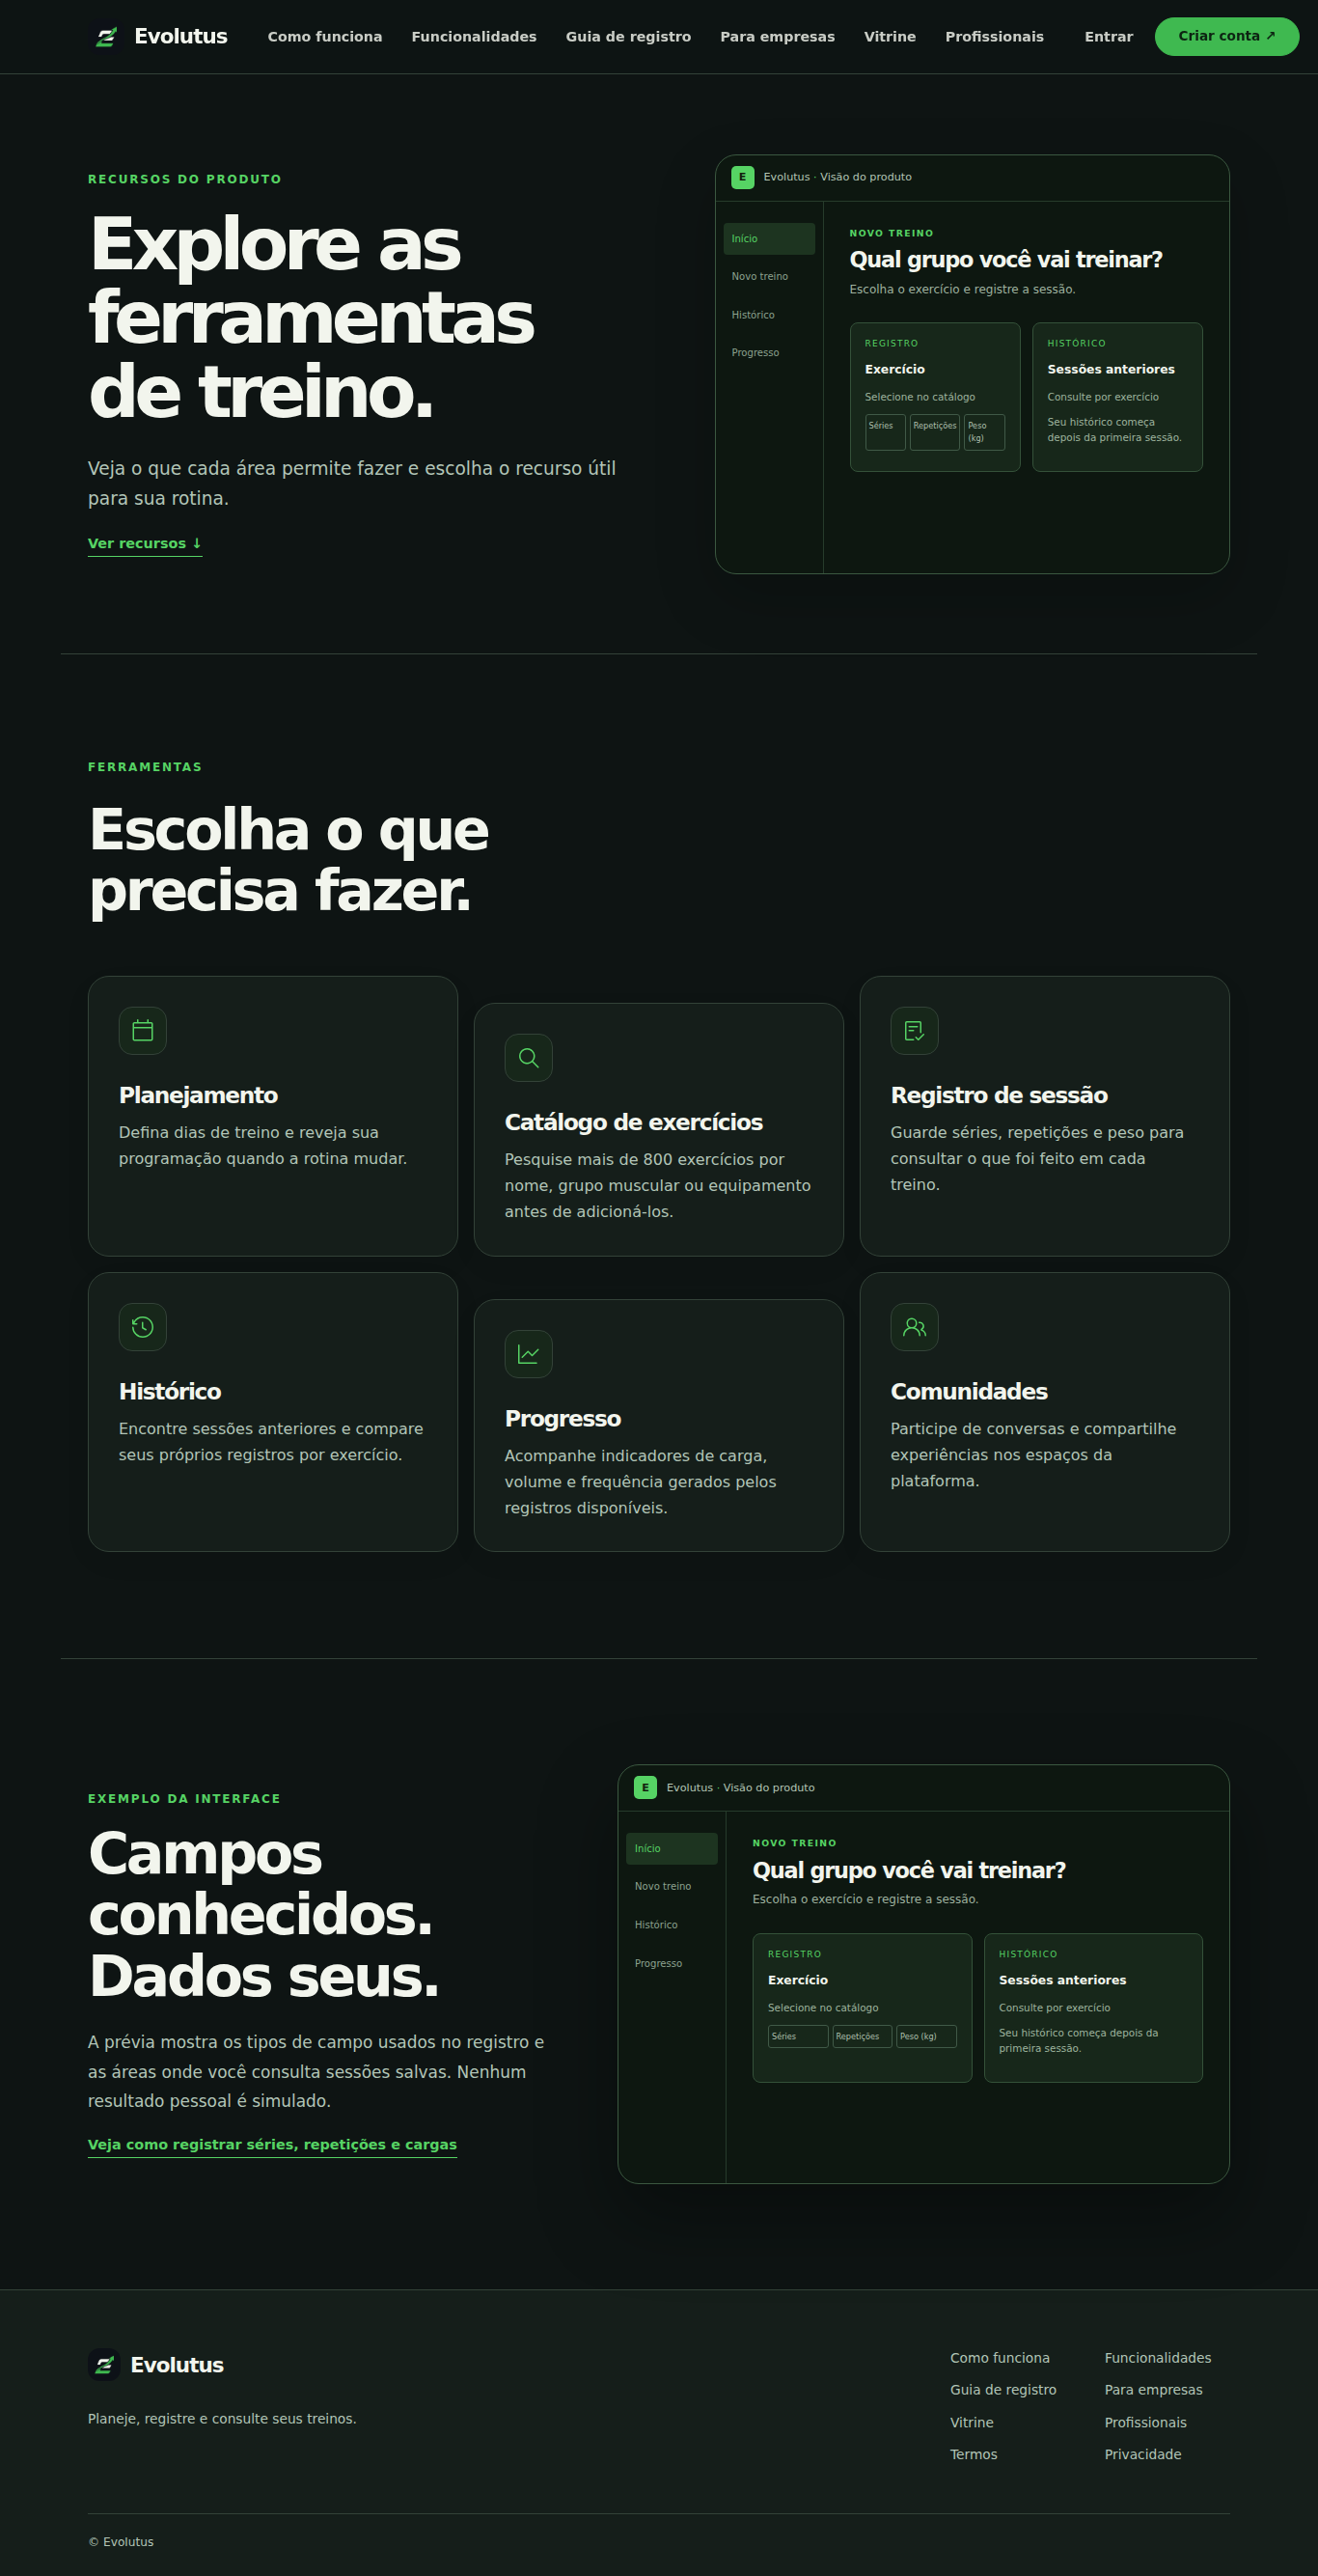 Evolutus
Como funciona
Funcionalidades
Guia de registro
Para empresas
Vitrine
Profissionais
Entrar
Criar conta ↗
RECURSOS DO PRODUTO
Explore as
ferramentas
de treino.
Veja o que cada área permite fazer e escolha o recurso útil
para sua rotina.
Ver recursos ↓
E
Evolutus · Visão do produto
Início
Novo treino
Histórico
Progresso
NOVO TREINO
Qual grupo você vai treinar?
Escolha o exercício e registre a sessão.
REGISTRO
Exercício
Selecione no catálogo
Séries
Repetições
Peso
(kg)
HISTÓRICO
Sessões anteriores
Consulte por exercício
Seu histórico começa
depois da primeira sessão.
FERRAMENTAS
Escolha o que
precisa fazer.
Planejamento
Defina dias de treino e reveja sua
programação quando a rotina mudar.
Catálogo de exercícios
Pesquise mais de 800 exercícios por
nome, grupo muscular ou equipamento
antes de adicioná-los.
Registro de sessão
Guarde séries, repetições e peso para
consultar o que foi feito em cada
treino.
Histórico
Encontre sessões anteriores e compare
seus próprios registros por exercício.
Progresso
Acompanhe indicadores de carga,
volume e frequência gerados pelos
registros disponíveis.
Comunidades
Participe de conversas e compartilhe
experiências nos espaços da
plataforma.
EXEMPLO DA INTERFACE
Campos
conhecidos.
Dados seus.
A prévia mostra os tipos de campo usados no registro e
as áreas onde você consulta sessões salvas. Nenhum
resultado pessoal é simulado.
Veja como registrar séries, repetições e cargas
E
Evolutus · Visão do produto
Início
Novo treino
Histórico
Progresso
NOVO TREINO
Qual grupo você vai treinar?
Escolha o exercício e registre a sessão.
REGISTRO
Exercício
Selecione no catálogo
Séries
Repetições
Peso (kg)
HISTÓRICO
Sessões anteriores
Consulte por exercício
Seu histórico começa depois da
primeira sessão.
Evolutus
Planeje, registre e consulte seus treinos.
Como funciona
Funcionalidades
Guia de registro
Para empresas
Vitrine
Profissionais
Termos
Privacidade
© Evolutus